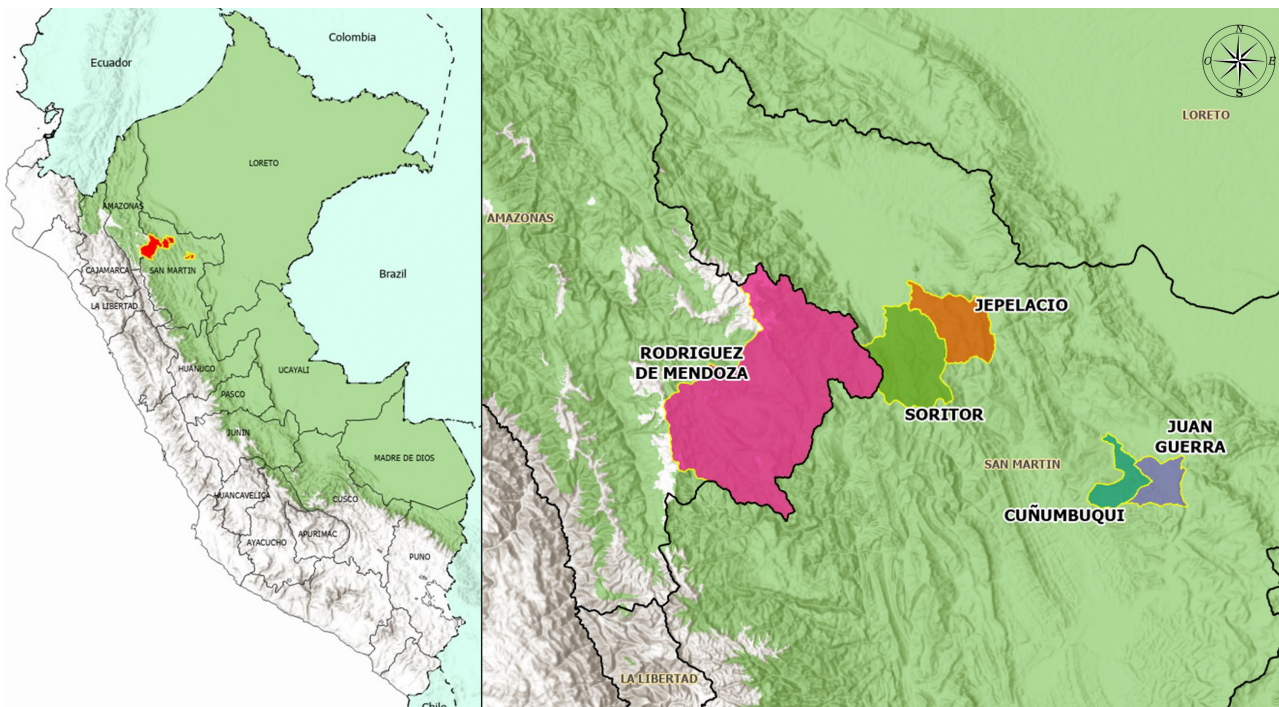 Colombia
Ecuador
LORETO
AMAZONAS
CAJAMARCA
SAN MARTIN
LA LIBERTAD
Brazil
HUANUCO
UCAYALI
PASCO
JUNIN
MADRE DE DIOS
HUANCAVELICA
CUSCO
AYACUCHO
APURIMAC
PUNO
Chile
N
O
E
S
LORETO
AMAZONAS
JEPELACIO
RODRIGUEZ
DE MENDOZA
SORITOR
JUAN
GUERRA
SAN MARTIN
CUÑUMBUQUI
LA LIBERTAD